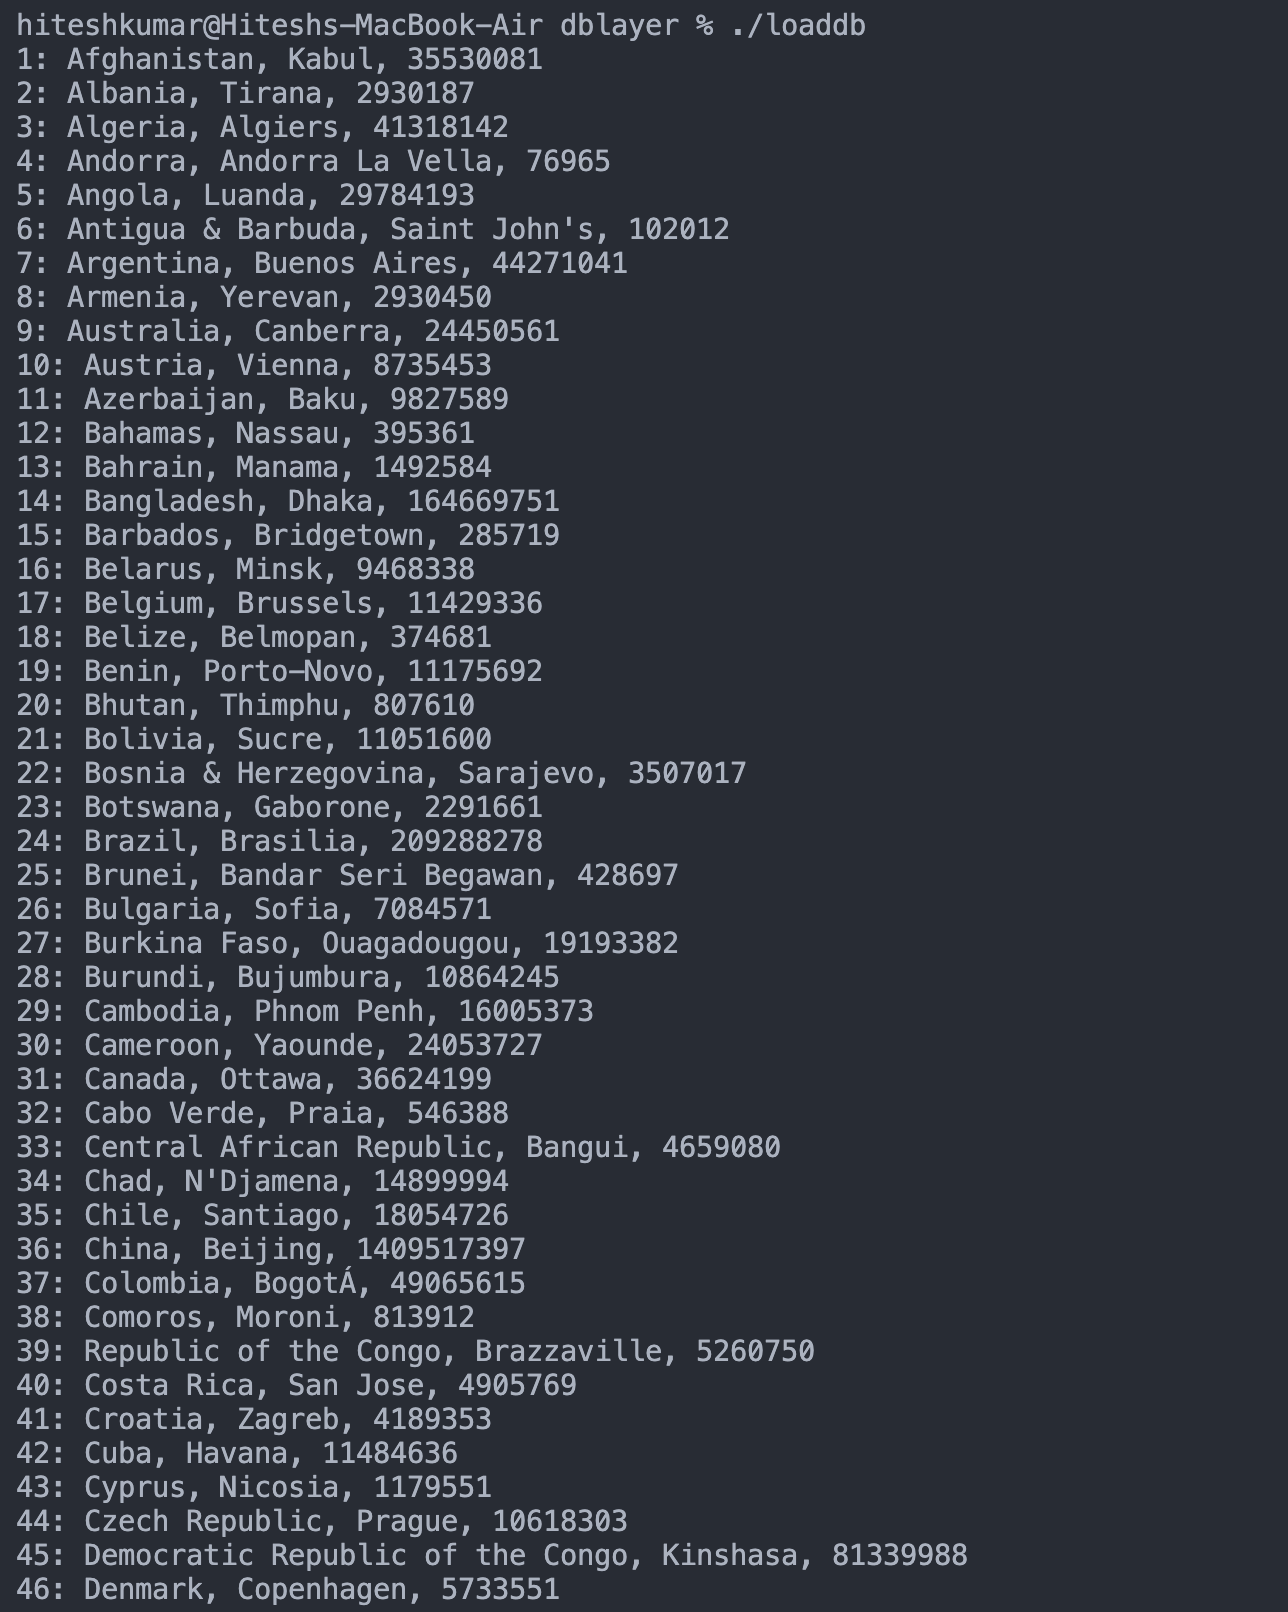 hiteshkumar@Hiteshs-MacBook-Air dblayer % ./loaddb
1: Afghanistan, Kabul, 35530081
2: Albania, Tirana, 2930187
3: Algeria, Algiers, 41318142
4: Andorra, Andorra La Vella, 76965
5: Angola, Luanda, 29784193
6: Antigua & Barbuda, Saint John's, 102012
7: Argentina, Buenos Aires, 44271041
8: Armenia, Yerevan, 2930450
9: Australia, Canberra, 24450561
10: Austria, Vienna, 8735453
11: Azerbaijan, Baku, 9827589
12: Bahamas, Nassau, 395361
13: Bahrain, Manama, 1492584
14: Bangladesh, Dhaka, 164669751
15: Barbados, Bridgetown, 285719
16: Belarus, Minsk, 9468338
17: Belgium, Brussels, 11429336
18: Belize, Belmopan, 374681
19: Benin, Porto-Novo, 11175692
20: Bhutan, Thimphu, 807610
21: Bolivia, Sucre, 11051600
22: Bosnia & Herzegovina, Sarajevo, 3507017
23: Botswana, Gaborone, 2291661
24: Brazil, Brasilia, 209288278
25: Brunei, Bandar Seri Begawan, 428697
26: Bulgaria, Sofia, 7084571
27: Burkina Faso, Ouagadougou, 19193382
28: Burundi, Bujumbura, 10864245
29: Cambodia, Phnom Penh, 16005373
30: Cameroon, Yaounde, 24053727
31: Canada, Ottawa, 36624199
32: Cabo Verde, Praia, 546388
33: Central African Republic, Bangui, 4659080
34: Chad, N'Djamena, 14899994
35: Chile, Santiago, 18054726
36: China, Beijing, 1409517397
37: Colombia, BogotÁ, 49065615
38: Comoros, Moroni, 813912
39: Republic of the Congo, Brazzaville, 5260750
40: Costa Rica, San Jose, 4905769
41: Croatia, Zagreb, 4189353
42: Cuba, Havana, 11484636
43: Cyprus, Nicosia, 1179551
44: Czech Republic, Prague, 10618303
45: Democratic Republic of the Congo, Kinshasa, 81339988
46: Denmark, Copenhagen, 5733551